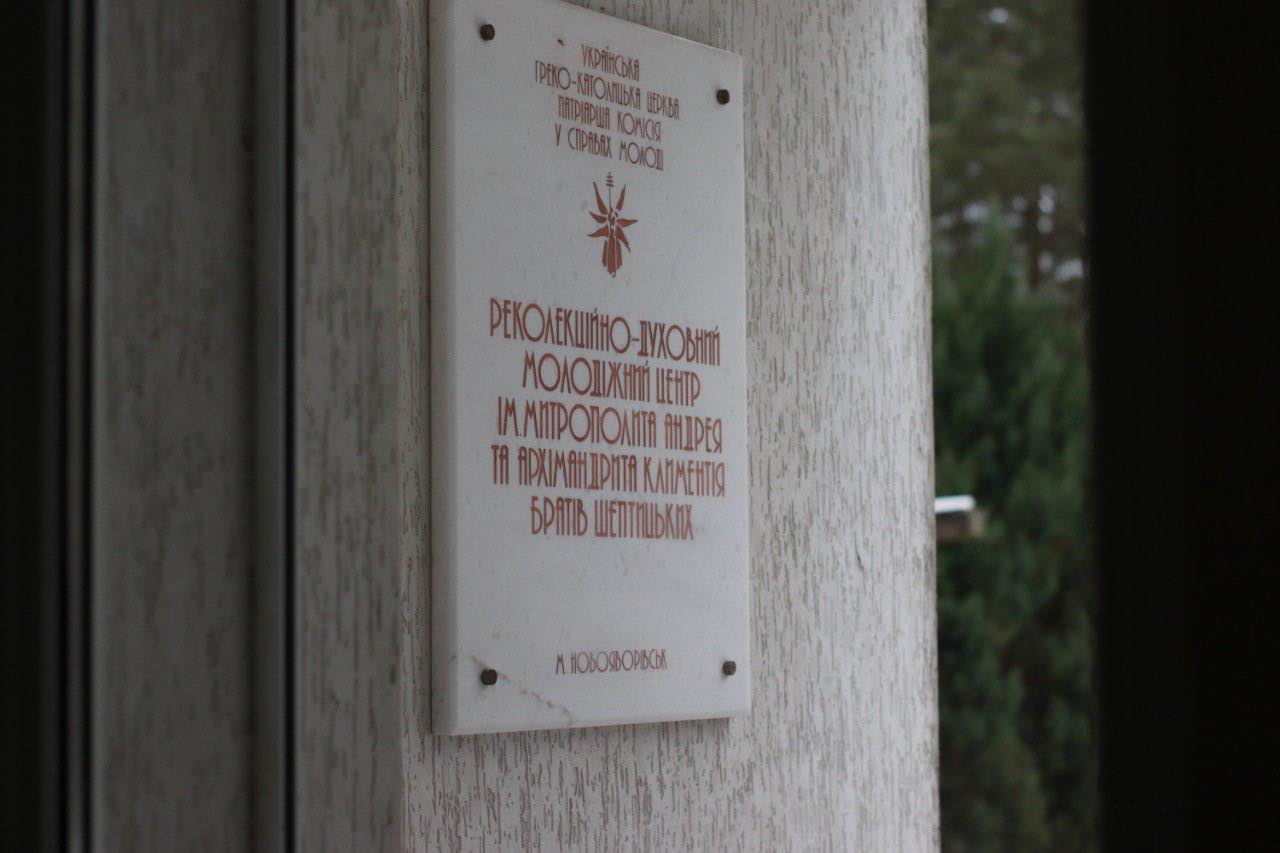 УКРАЇНСЬКА
ГРЕКО-КАТОЛИЦЬКА ЦЕРКВА
ПАТРІАРША КОМІСІЯ
У СПРАВАХ МОЛОДІ
РЕКОЛЕКЦІЙНО-ДУХОВНИЙ
МОЛОДІЖНИЙ ЦЕНТР
ІМ.МИТРОПОЛИТА АНДРЕЯ
ТА АРХІМАНДРИТА КЛИМЕНТІЯ
БРАТІВ ШЕПТИЦЬКИХ
М.НОВОЯВОРІВСЬК